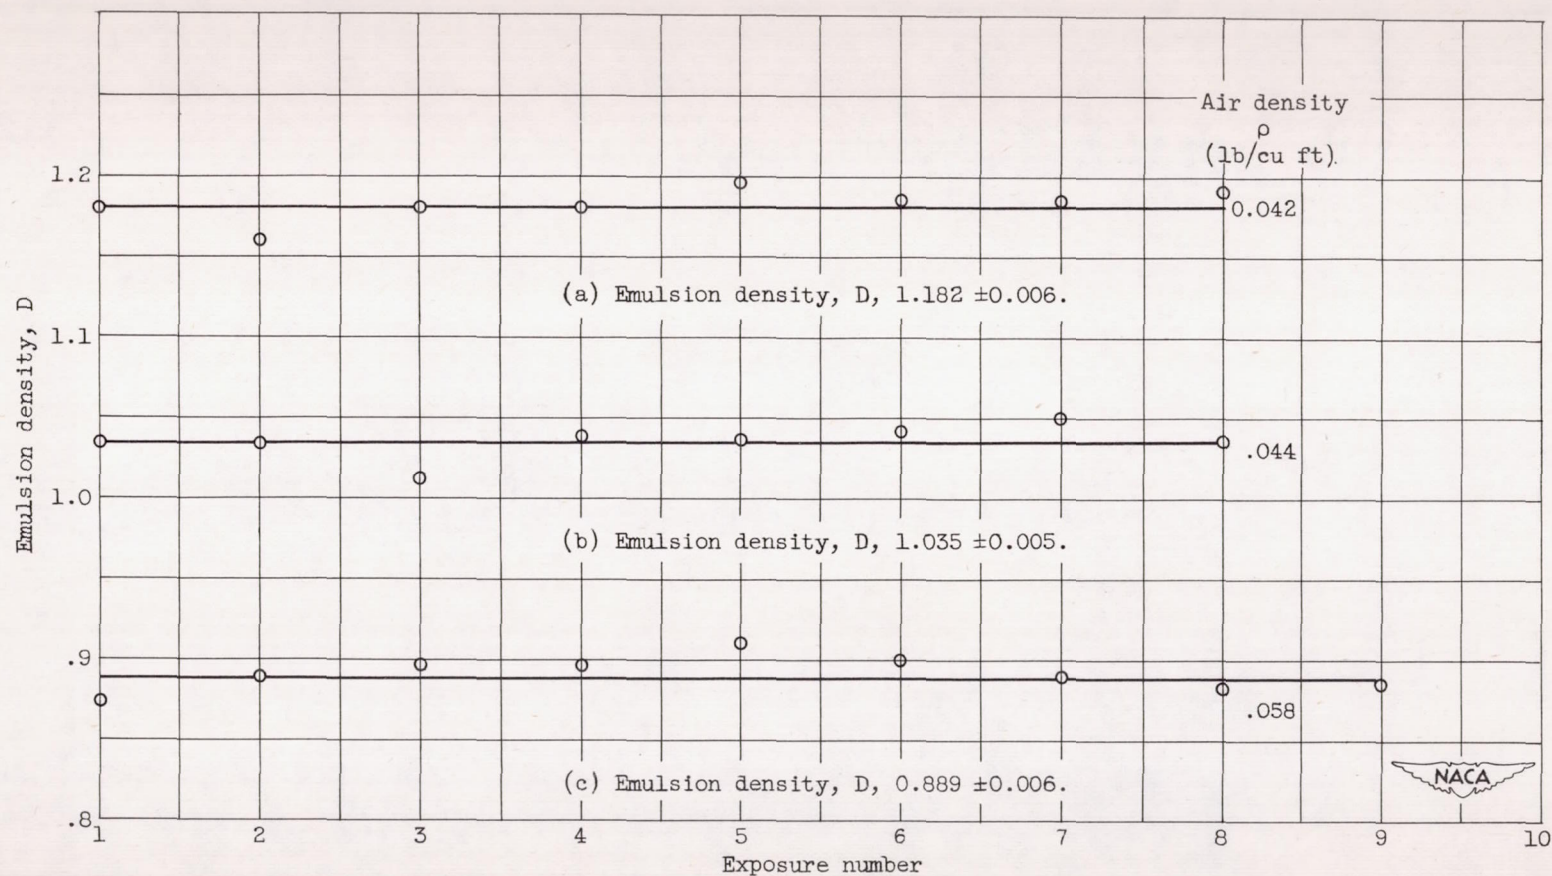 Air density
ρ
(lb/cu ft)
1.2
0.042
(a) Emulsion density, D, 1.182 ±0.006.
1.10
Emulsion density, D
.044
1.0
(b) Emulsion density, D, 1.035 ±0.005.
.9
.058
(c) Emulsion density, D, 0.889 ±0.006.
NACA
.8
1 2 3 4 5 6 7 8 9 10
Exposure number